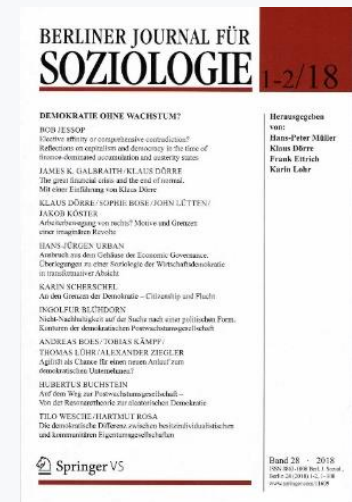 BERLINER JOURNAL FÜR
SOZIOLOGIE
1-2/18
DEMOKRATIE OHNE WACHSTUM?
BOB JESSOP
Elective affinity or comprehensive contradiction?
Reflections on capitalism and democracy in the time of
finance-dominated accumulation and austerity states
JAMES K. GALBRAITH/KLAUS DÖRRE
The great financial crisis and the end of normal.
Mit einer Einführung von Klaus Dörre
KLAUS DÖRRE/SOPHIE BOSE/JOHN LÜTTEN/
JAKOB KÖSTER
Arbeiterbewegung von rechts? Motive und Grenzen
einer imaginären Revolte
HANS-JÜRGEN URBAN
Ausbruch aus dem Gehäuse der Economic Governance.
Überlegungen zu einer Soziologie der Wirtschaftsdemokratie
in transformativer Absicht
KARIN SCHERSCHEL
An den Grenzen der Demokratie – Citizenship und Flucht
INGOLFUR BLÜHDORN
Nicht-Nachhaltigkeit auf der Suche nach einer politischen Form.
Konturen der demokratischen Postwachstumsgesellschaft
ANDREAS BOES/TOBIAS KÄMPF/
THOMAS LÜHR/ALEXANDER ZIEGLER
Agilität als Chance für einen neuen Anlauf zum
demokratischen Unternehmen?
HUBERTUS BUCHSTEIN
Auf dem Weg zur Postwachstumsgesellschaft –
Von der Resonanztheorie zur aleatorischen Demokratie
TILO WESCHE/HARTMUT ROSA
Die demokratische Differenz zwischen besitzindividualistischen
und kommunitären Eigentumsgesellschaften
Herausgegeben
von:
Hans-Peter Müller
Klaus Dörre
Frank Ettrich
Karin Lohr
Springer VS
Band 28 · 2018